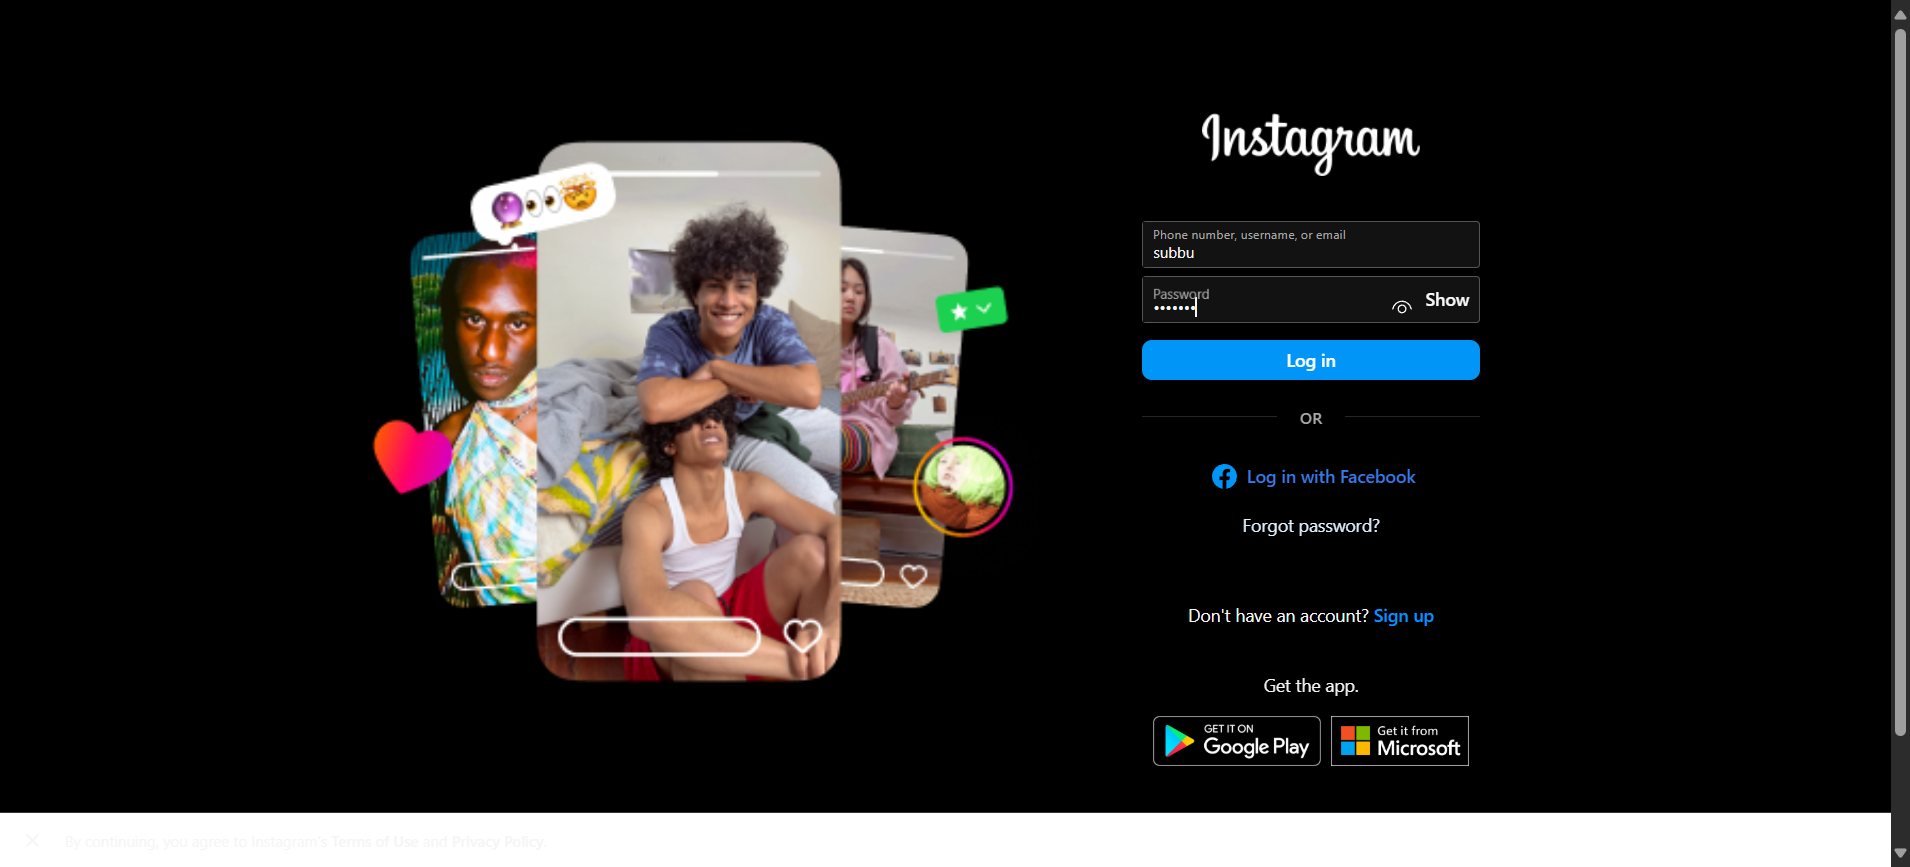 Instagram
Phone number, username, or email
subbu
Password
•••••••
Show
Log in
OR
Log in with Facebook
Forgot password?
Don't have an account? Sign up
Get the app.
GET IT ON
Google Play
Get it from
Microsoft
By continuing, you agree to Instagram's Terms of Use and Privacy Policy.